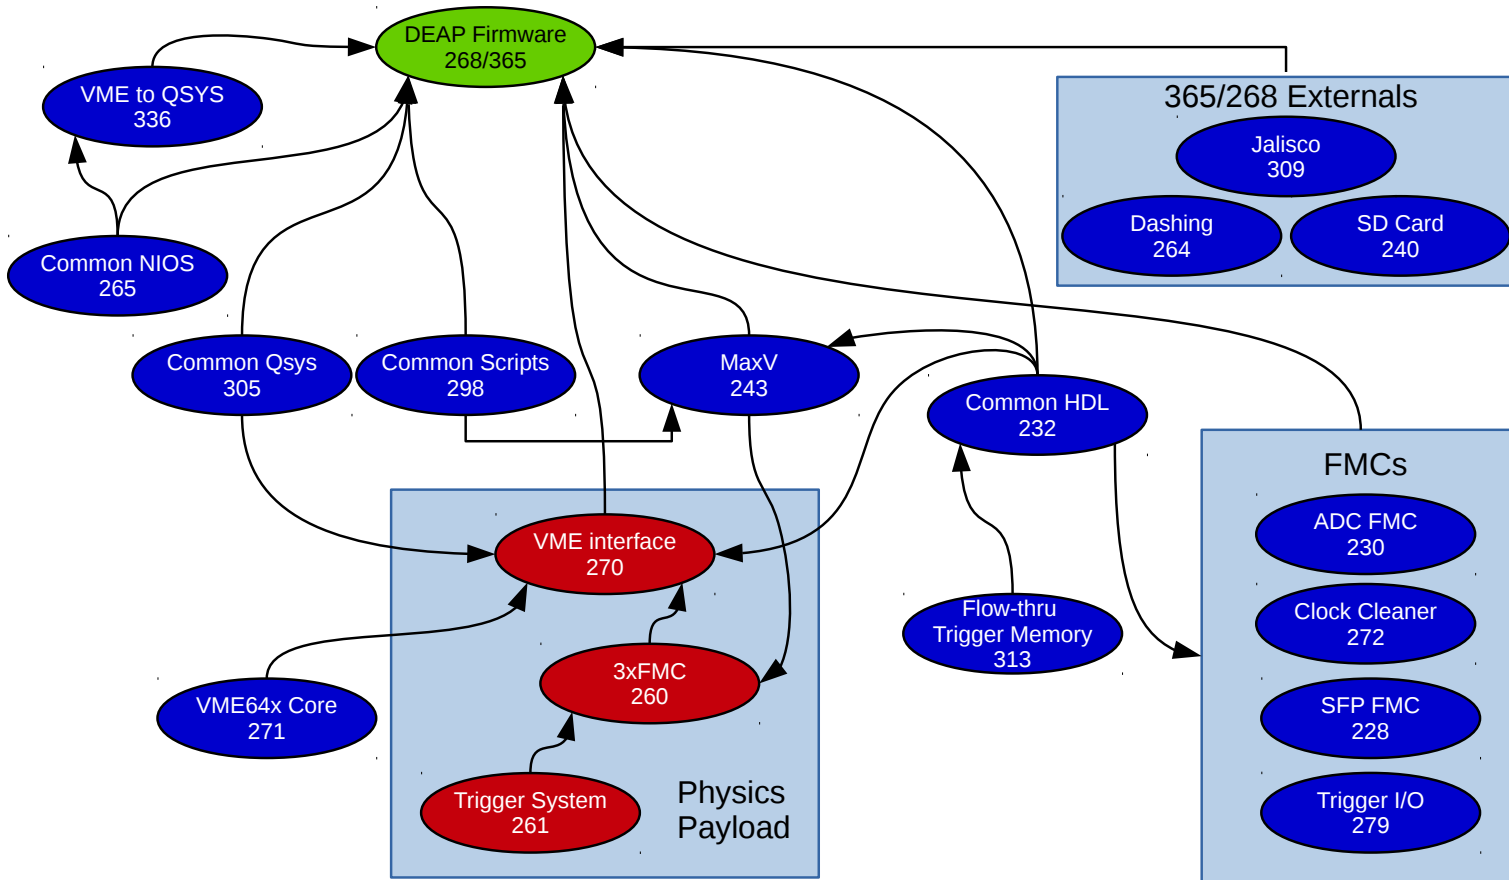 DEAP Firmware
268/365
VME to QSYS
336
365/268 Externals
Jalisco
309
Dashing
264
SD Card
240
Common NIOS
265
Common Qsys
305
Common Scripts
298
MaxV
243
Common HDL
232
FMCs
ADC FMC
230
Clock Cleaner
272
SFP FMC
228
Trigger I/O
279
VME interface
270
Flow-thru
Trigger Memory
313
3xFMC
260
VME64x Core
271
Trigger System
261
Physics
Payload